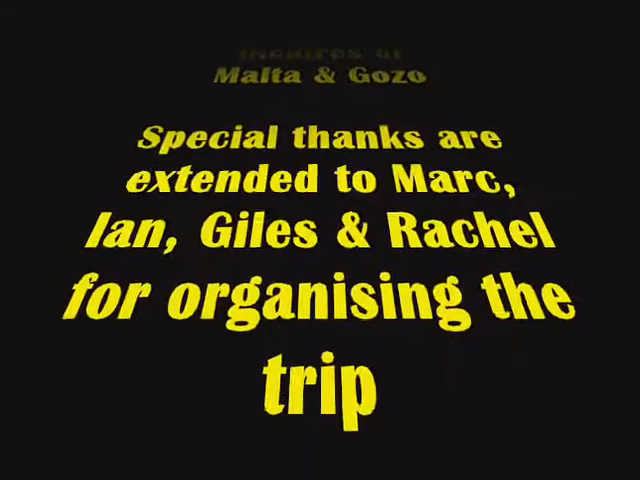 Malta & Gozo
Special thanks are
extended to Marc,
Ian, Giles & Rachel
for organising the
trip